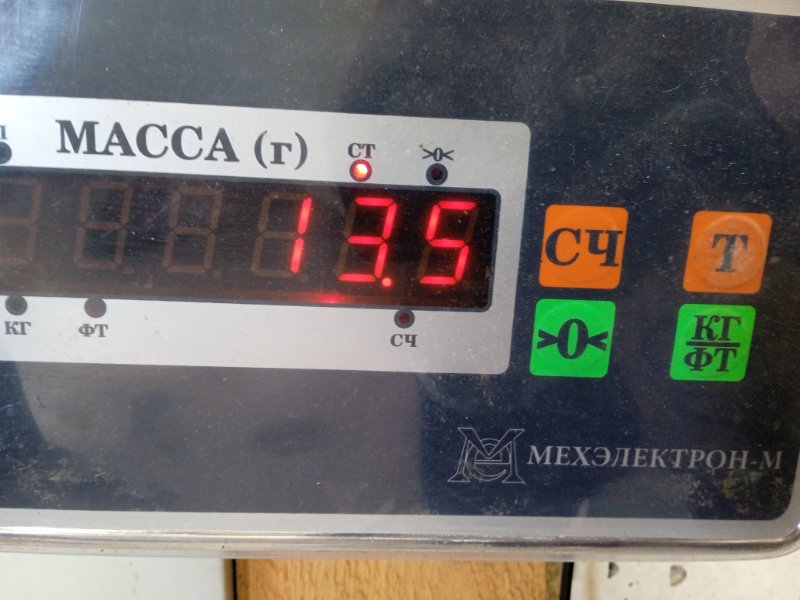 МАССА (г)
СТ
>0<
13.5
КГ
ФТ
СЧ
СЧ
Т
>0<
КГ
ФТ
МЕХЭЛЕКТРОН-М